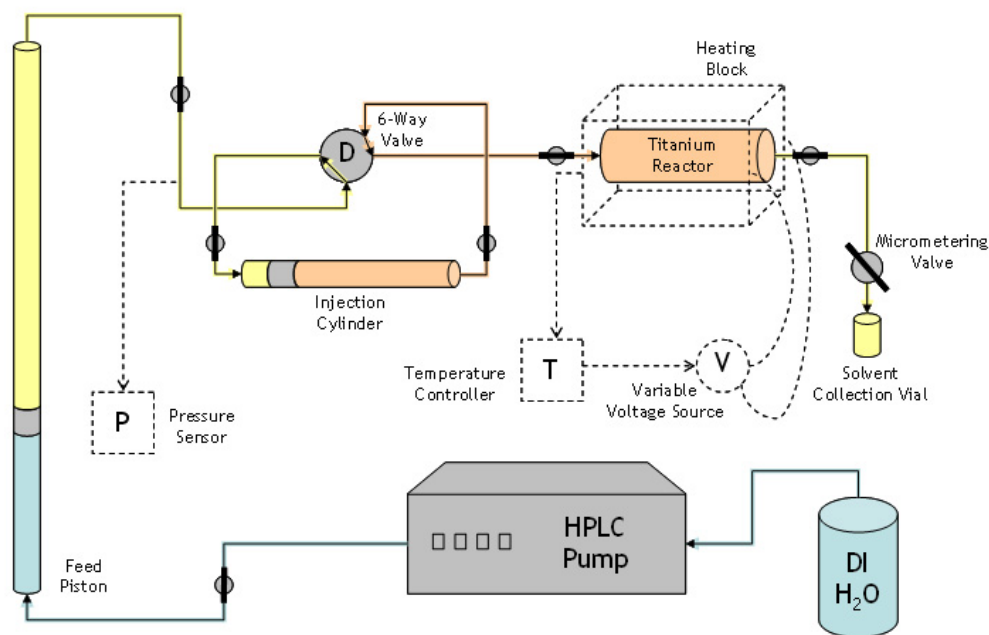 Heating
Block
6-Way
Valve
D
Titanium
Reactor
Micrometering
Valve
Injection
Cylinder
Solvent
Collection Vial
Temperature
Controller
T
V
Variable
Voltage Source
P
Pressure
Sensor
HPLC
Pump
DI
H₂O
Feed
Piston